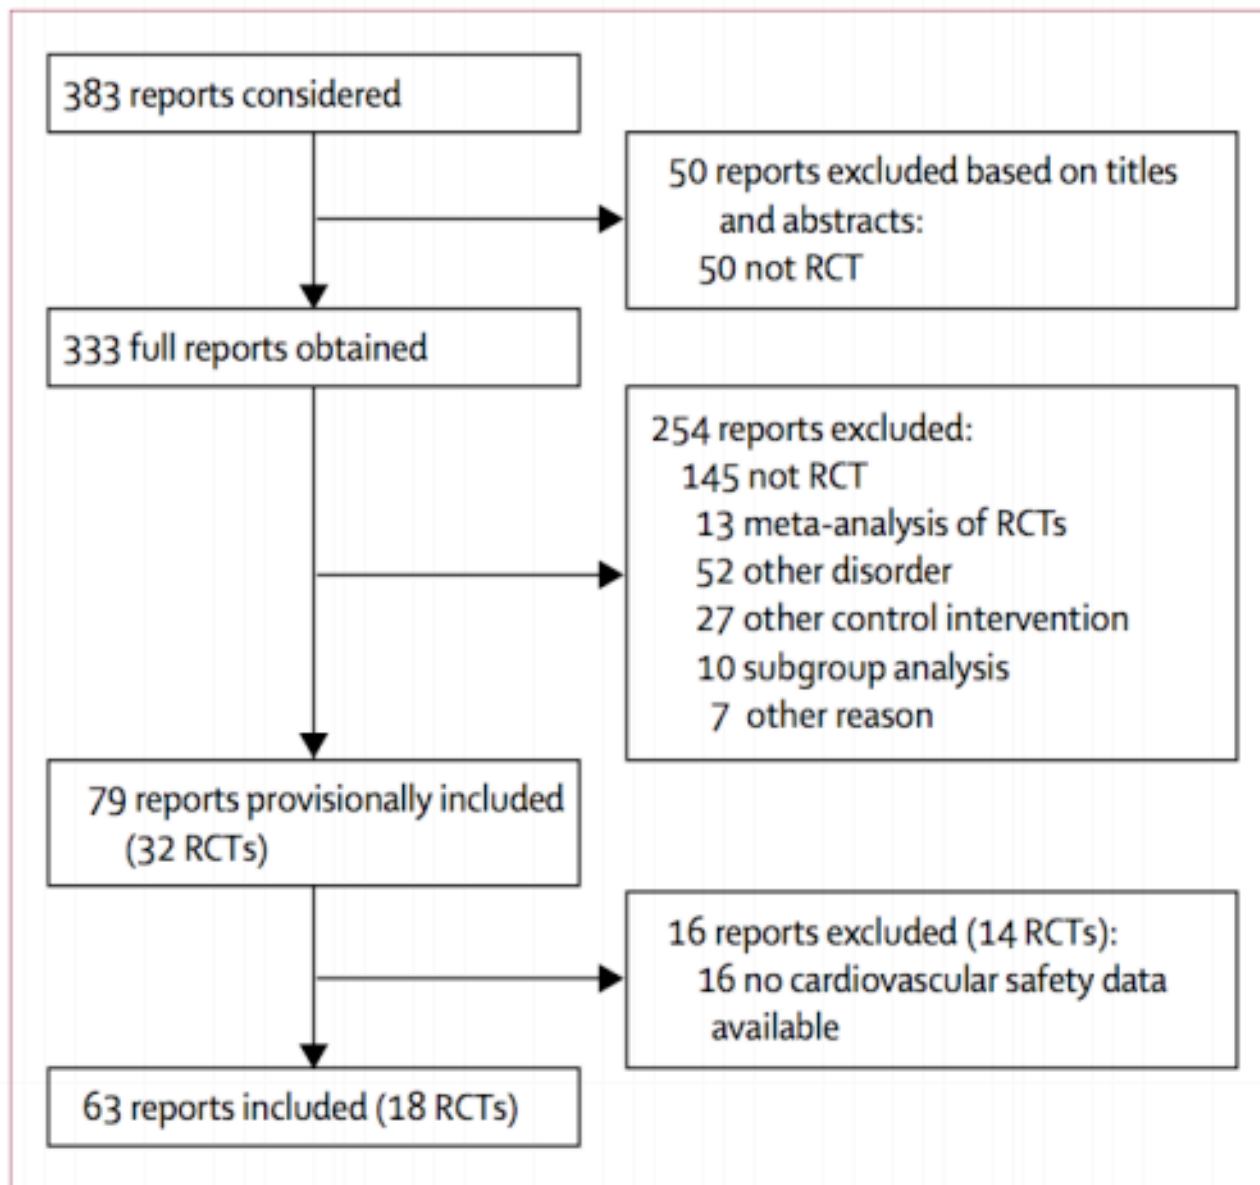 383 reports considered
50 reports excluded based on titles
and abstracts:
50 not RCT
333 full reports obtained
254 reports excluded:
145 not RCT
13 meta-analysis of RCTs
52 other disorder
27 other control intervention
10 subgroup analysis
7 other reason
79 reports provisionally included
(32 RCTs)
16 reports excluded (14 RCTs):
16 no cardiovascular safety data
available
63 reports included (18 RCTs)